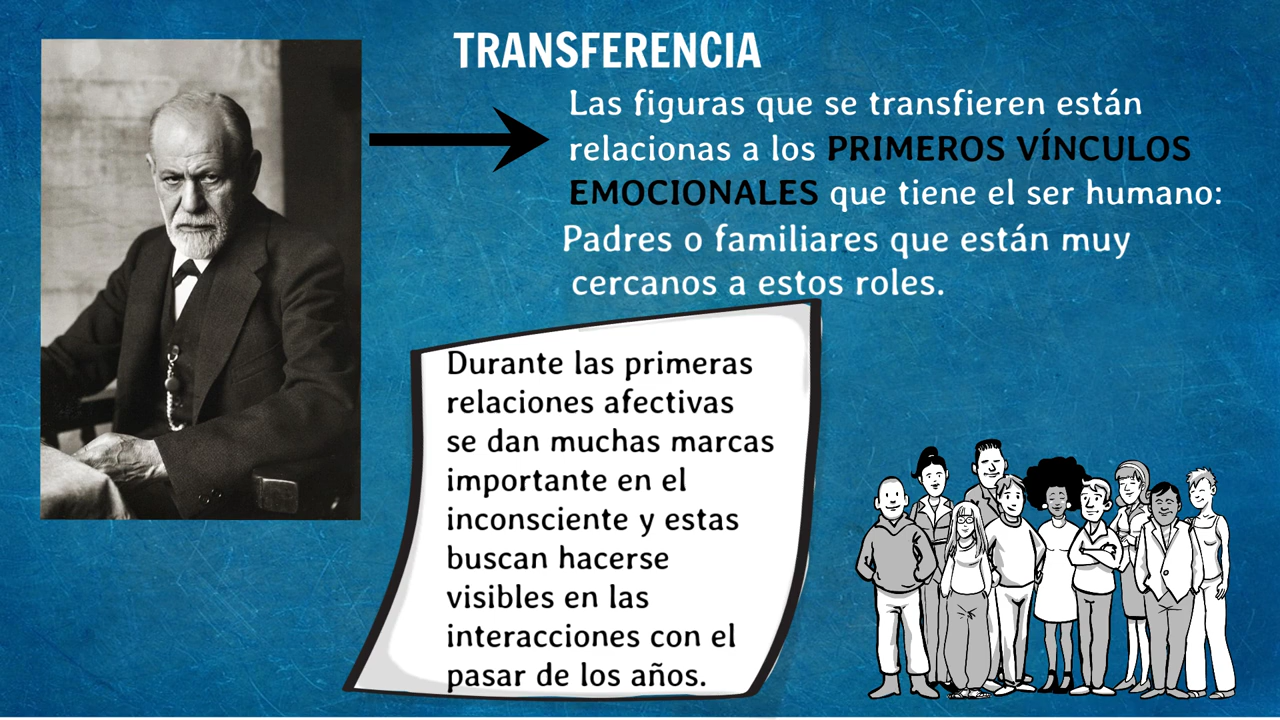 TRANSFERENCIA
Las figuras que se transfieren están
relacionas a los PRIMEROS VÍNCULOS
EMOCIONALES que tiene el ser humano:
Padres o familiares que están muy
cercanos a estos roles.
Durante las primeras
relaciones afectivas
se dan muchas marcas
importante en el
inconsciente y estas
buscan hacerse
visibles en las
interacciones con el
pasar de los años.